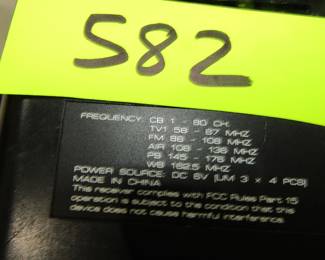 582
FREQUENCY: CB 1 - 80 CH.
TV1 56 - 87 MHZ
FM 88 - 108 MHZ
AIR 108 - 136 MHZ
PB 145 - 176 MHZ
WB 162.5 MHZ
POWER SOURCE: DC 6V [UM 3 × 4 PCS]
MADE IN CHINA
This receiver complies with FCC Rules Part 15
operation is subject to the condition that this
device does not cause harmful interference.